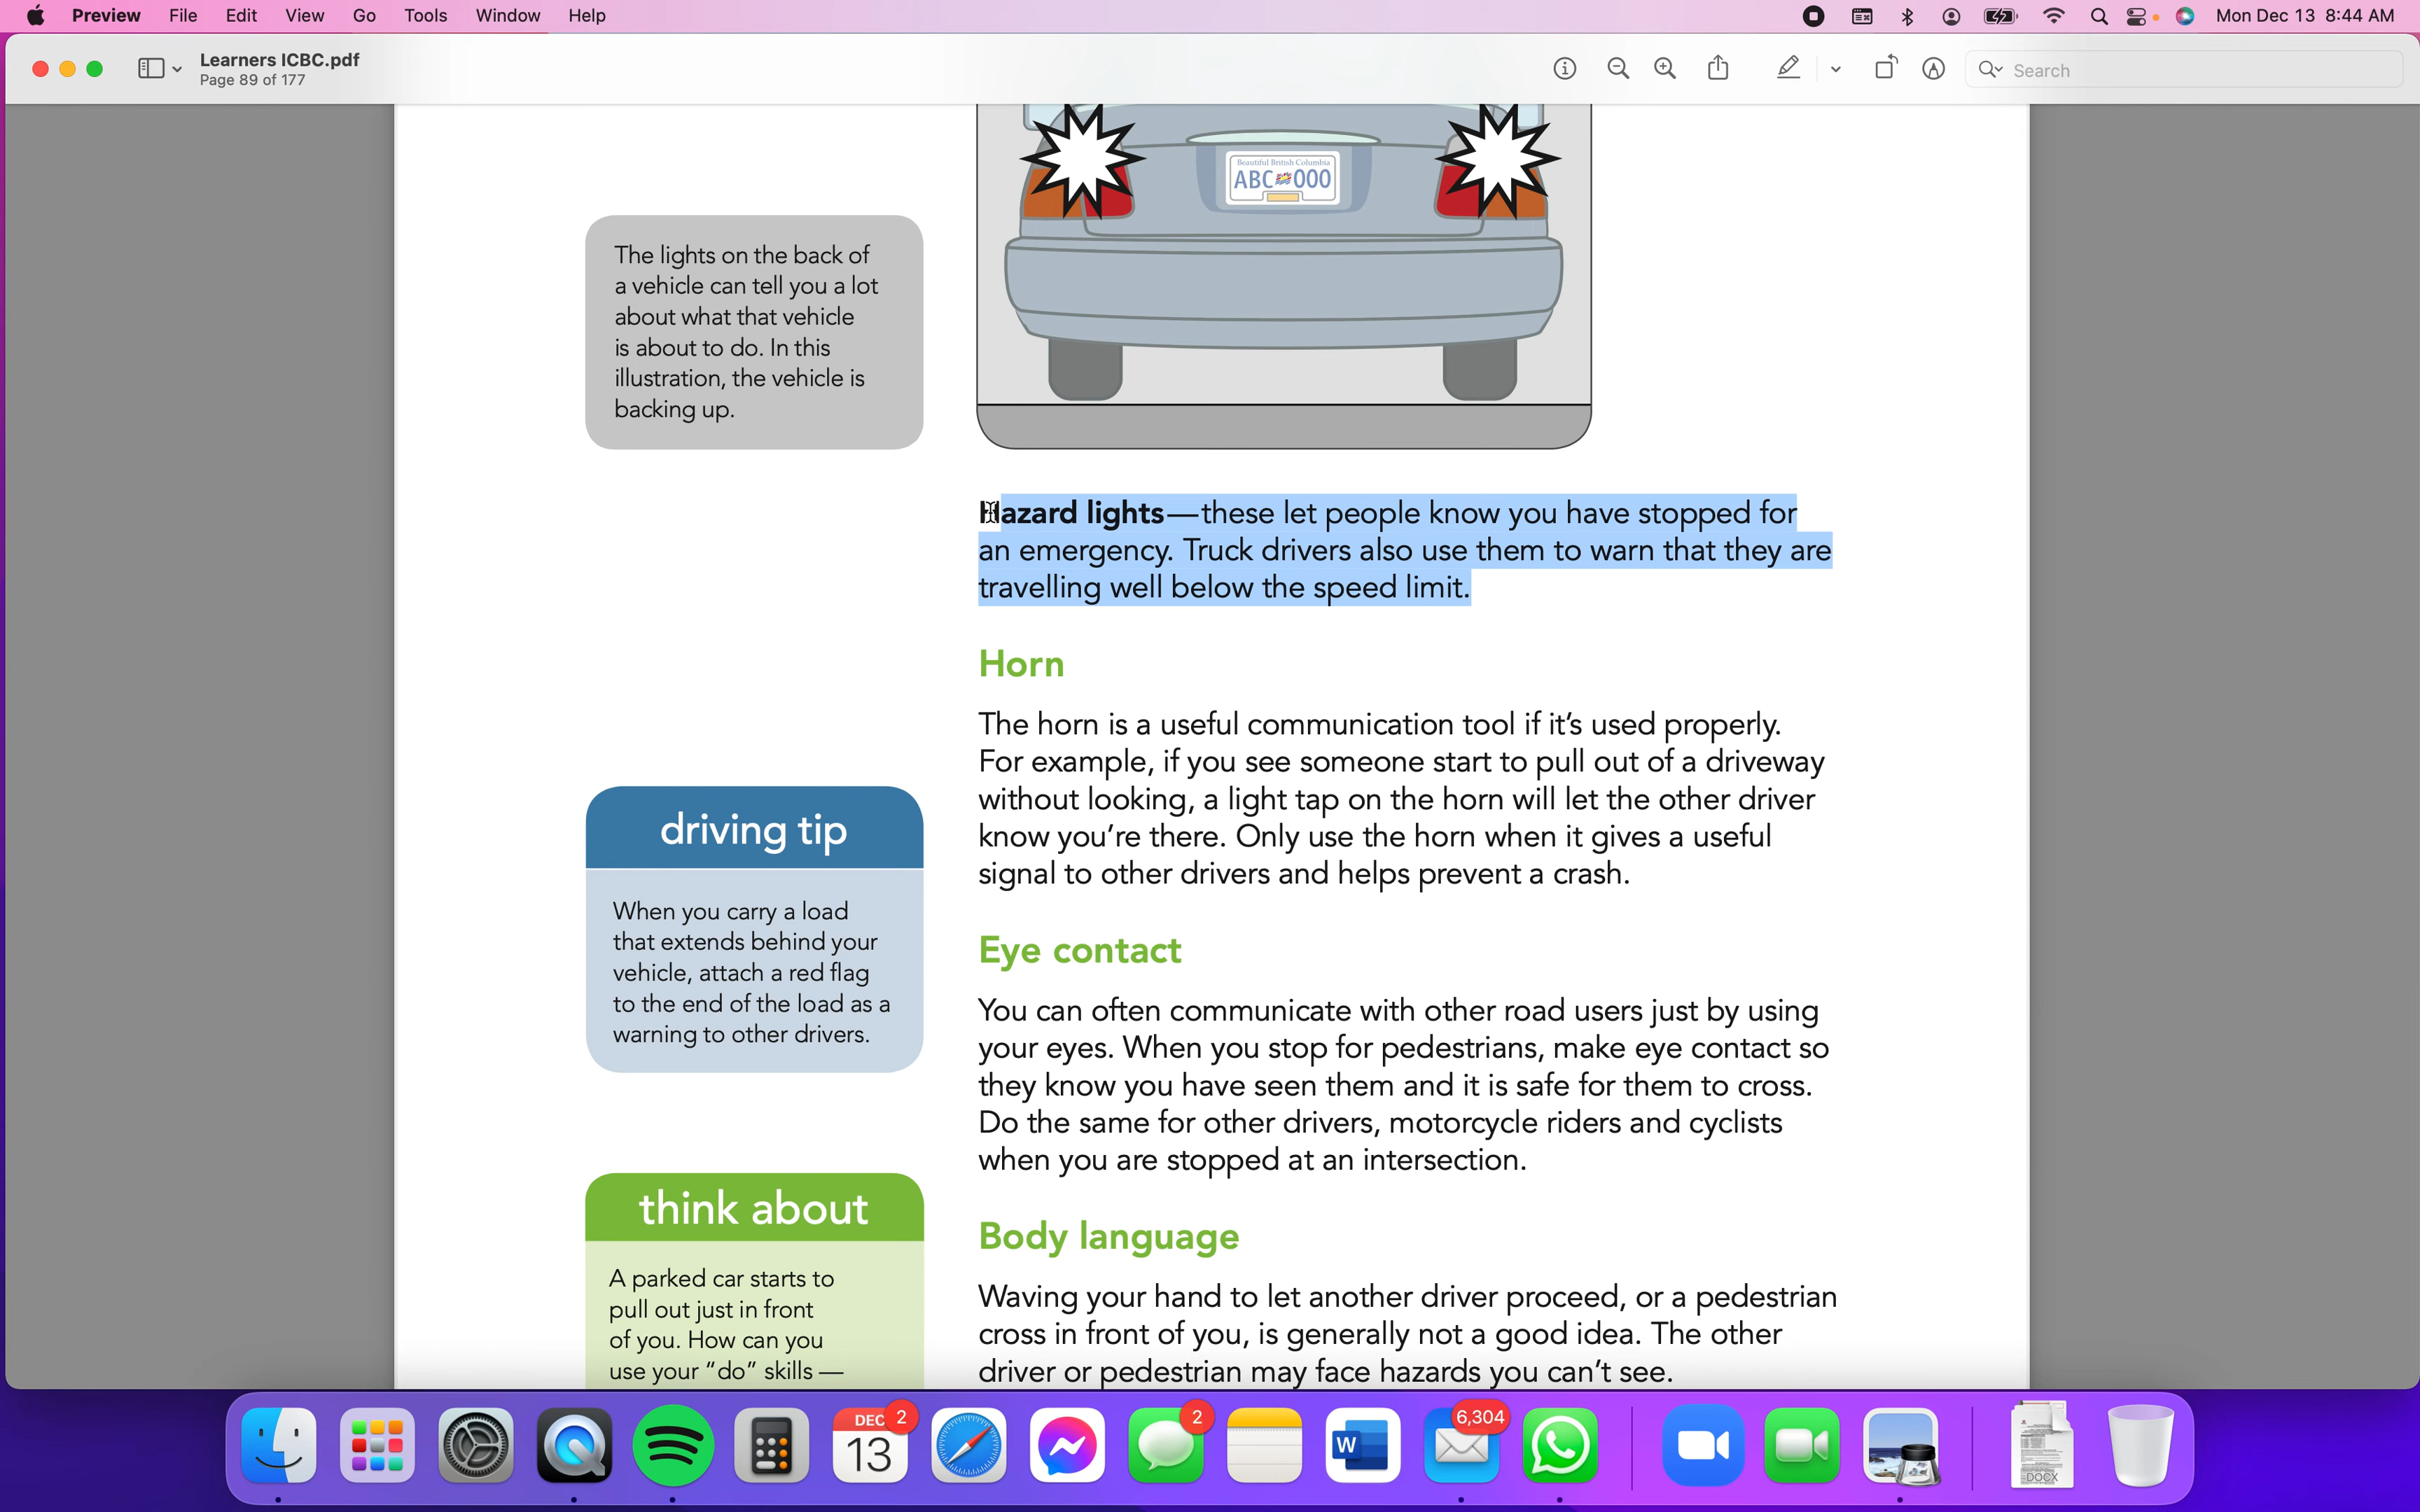 Preview File Edit View Go Tools Window Help
Mon Dec 13 8:44 AM
Learners ICBC.pdf
Page 89 of 177
Search
Beautiful British Columbia
ABC 000
The lights on the back of
a vehicle can tell you a lot
about what that vehicle
is about to do. In this
illustration, the vehicle is
backing up.
Hazard lights—these let people know you have stopped for
an emergency. Truck drivers also use them to warn that they are
travelling well below the speed limit.
Horn
The horn is a useful communication tool if it’s used properly.
For example, if you see someone start to pull out of a driveway
without looking, a light tap on the horn will let the other driver
know you’re there. Only use the horn when it gives a useful
signal to other drivers and helps prevent a crash.
driving tip
When you carry a load
that extends behind your
vehicle, attach a red flag
to the end of the load as a
warning to other drivers.
Eye contact
You can often communicate with other road users just by using
your eyes. When you stop for pedestrians, make eye contact so
they know you have seen them and it is safe for them to cross.
Do the same for other drivers, motorcycle riders and cyclists
when you are stopped at an intersection.
think about
A parked car starts to
pull out just in front
of you. How can you
use your “do” skills —
Body language
Waving your hand to let another driver proceed, or a pedestrian
cross in front of you, is generally not a good idea. The other
driver or pedestrian may face hazards you can’t see.
DEC
2
13
2
W
6,304
DOCX